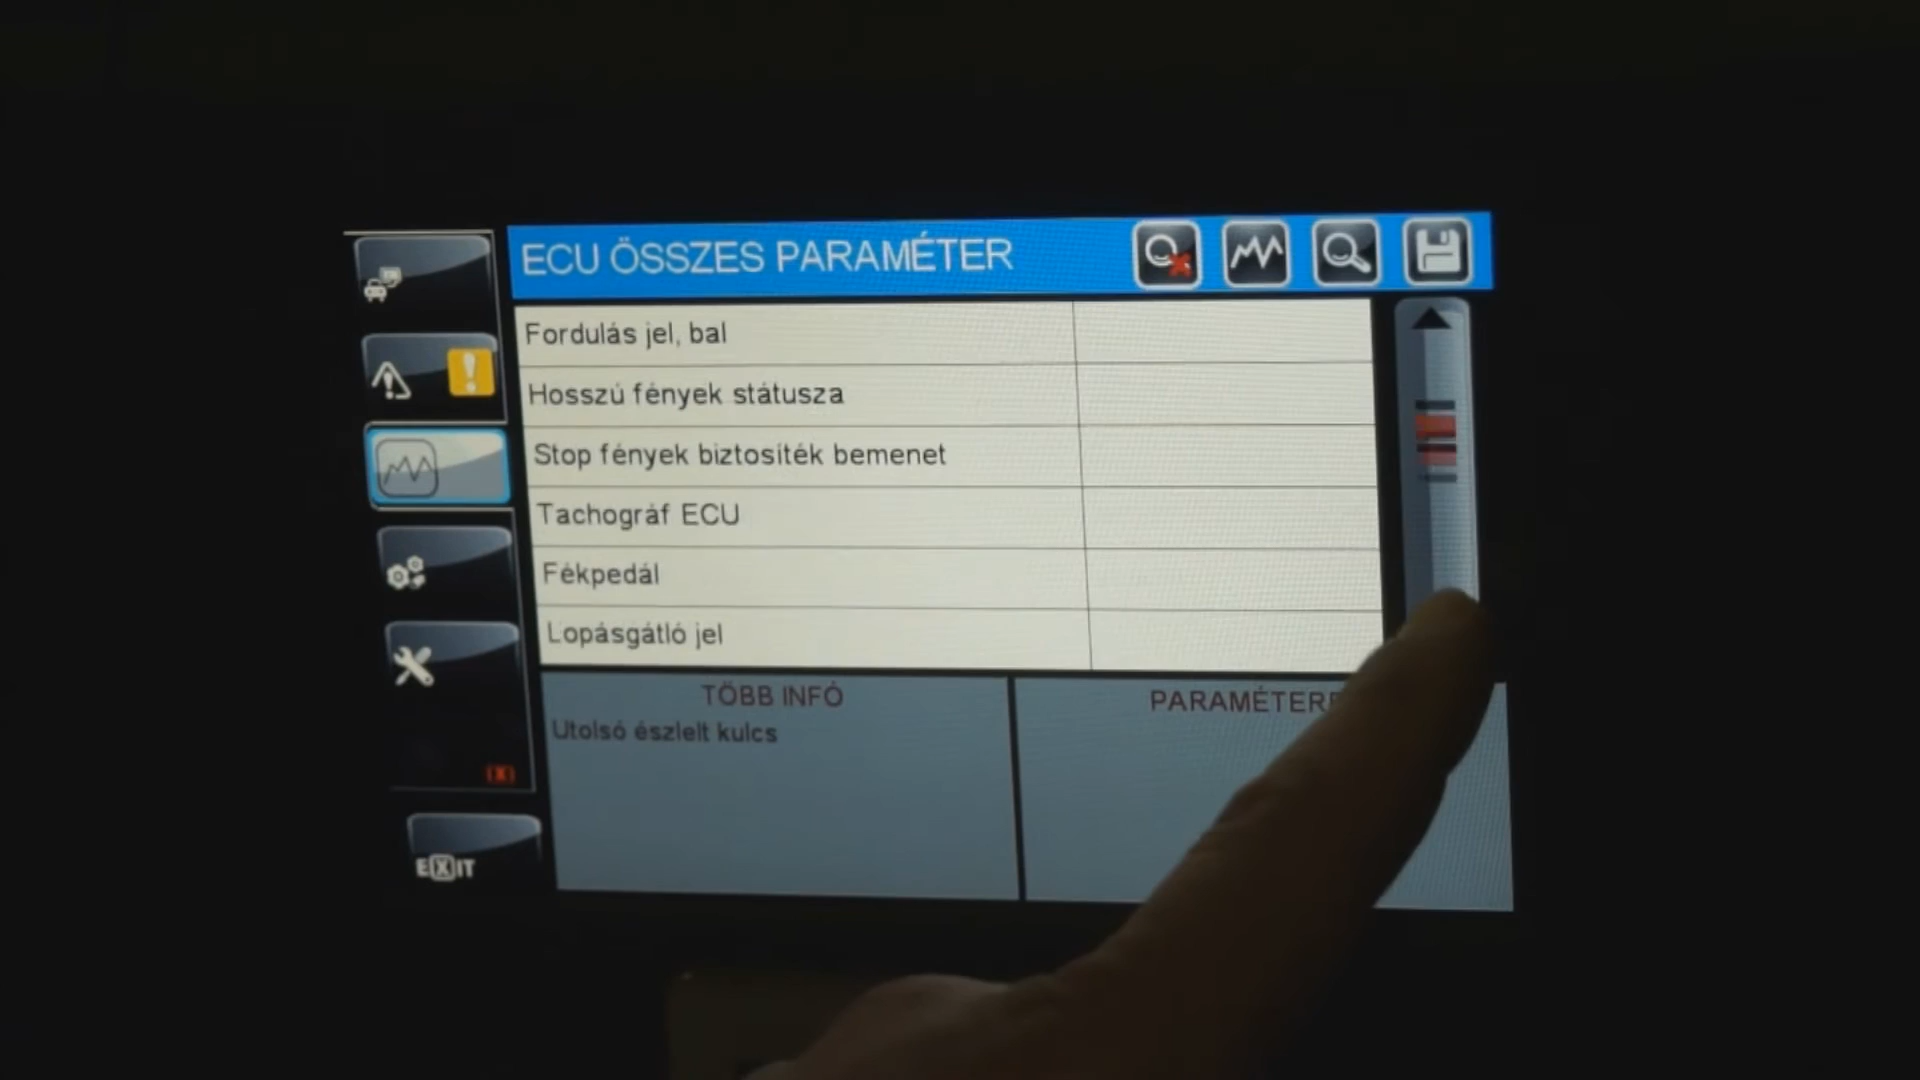 ECU ÖSSZES PARAMÉTER
Fordulás jel, bal
Hosszú fények státusza
Stop fények biztosíték bemenet
Tachográf ECU
Fékpedál
Lopásgátló jel
TÖBB INFÓ
Utolsó észlelt kulcs
EXIT